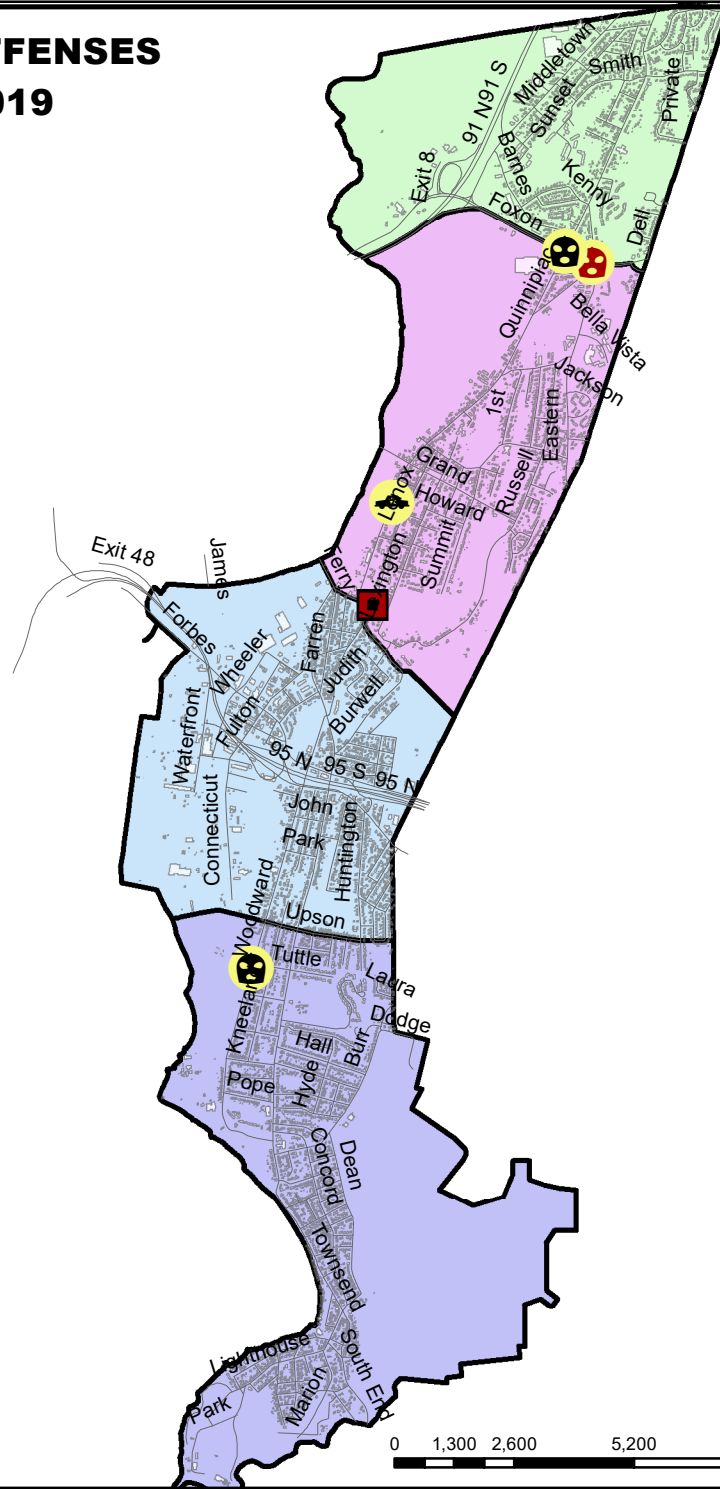 FFENSES
019
Middletown
Smith
Private
Sunset
91 N
91 S
Exit 8
Barnes
Kenny
Foxon
Dell
Quinnipiac
Bella Vista
Jackson
1st
Eastern
Grand
Lenox
Howard
Russell
Summit
Exit 48
James
Ferry
Forbes
Farren
Wheeler
Judith
Fulton
Burwell
Waterfront
95 N
95 S
95 N
Connecticut
John
Park
Huntington
Woodward
Upson
Tuttle
Kneeland
Laura
Dodge
Hall
Burr
Pope
Hyde
Concord
Dean
Townsend
Lighthouse
South End
Park
Marion
0 1,300 2,600 5,200